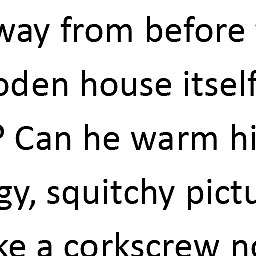 way from before
oden house itself
? Can he warm hi
gy, squitchy pictu
ke a corkscrew no